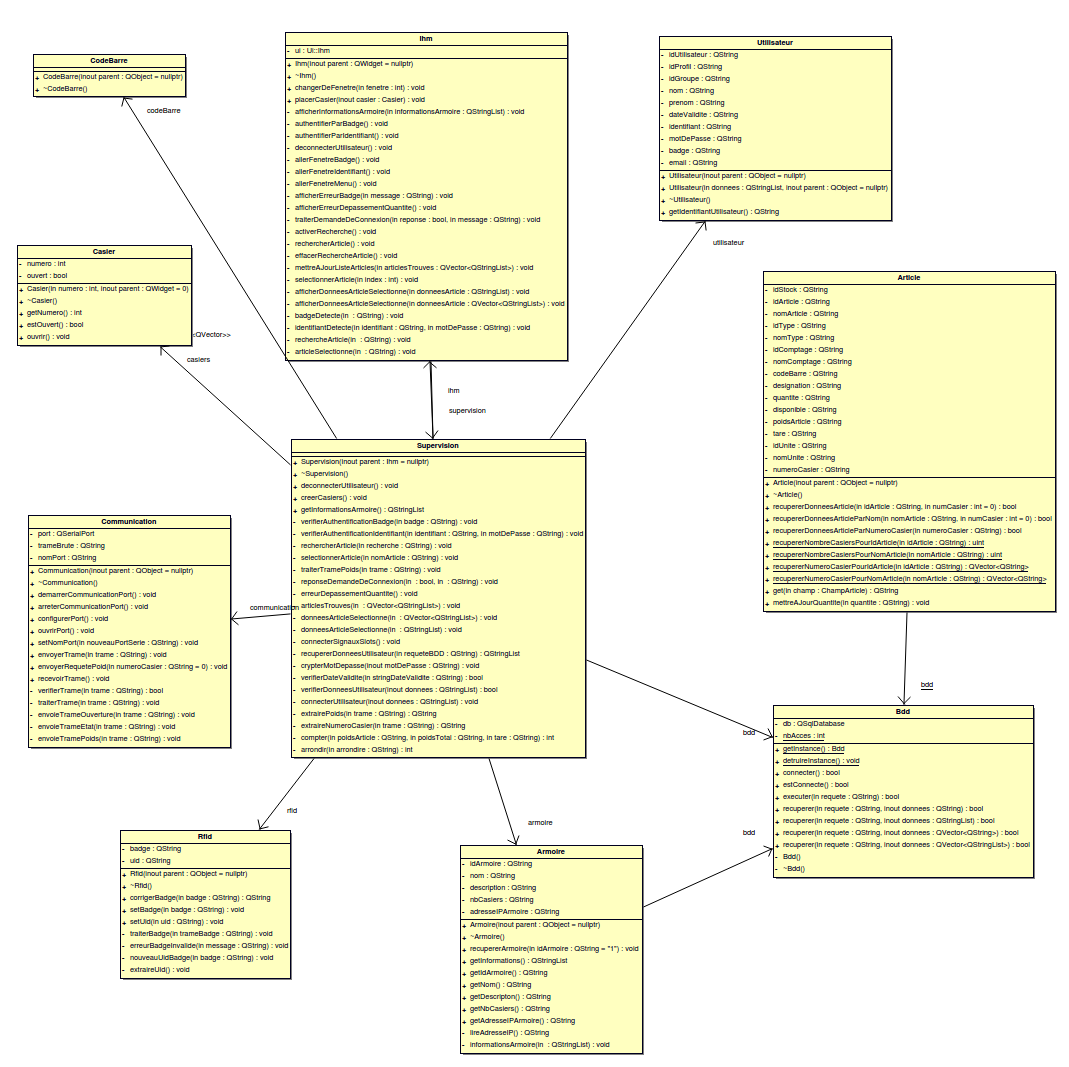 CodeBarre
+ CodeBarre(inout parent : QObject = nullptr)
+ ~CodeBarre()
codeBarre
Ihm
- ui : Ui::Ihm
+ Ihm(inout parent : QWidget = nullptr)
+ ~Ihm()
+ changerDeFenetre(in fenetre : int) : void
+ placerCasier(inout casier : Casier) : void
- afficherInformationsArmoire(in informationsArmoire : QStringList) : void
- authentifierParBadge() : void
- authentifierParIdentifiant() : void
- deconnecterUtilisateur() : void
- allerFenetreBadge() : void
- allerFenetreIdentifiant() : void
- allerFenetreMenu() : void
- afficherErreurBadge(in message : QString) : void
- afficherErreurDepassementQuantite() : void
- traiterDemandeDeConnexion(in reponse : bool, in message : QString) : void
- activerRecherche() : void
- rechercherArticle() : void
- effacerRechercheArticle() : void
- mettreAJourListeArticles(in articlesTrouves : QVector<QStringList>) : void
- selectionnerArticle(in index : int) : void
- afficherDonneesArticleSelectionne(in donneesArticle : QStringList) : void
- afficherDonneesArticleSelectionne(in donneesArticle : QVector<QStringList>) : void
- badgeDetecte(in : QString) : void
- identifiantDetecte(in identifiant : QString, in motDePasse : QString) : void
- rechercheArticle(in : QString) : void
- articleSelectionne(in : QString) : void
Utilisateur
- idUtilisateur : QString
- idProfil : QString
- idGroupe : QString
- nom : QString
- prenom : QString
- dateValidite : QString
- identifiant : QString
- motDePasse : QString
- badge : QString
- email : QString
+ Utilisateur(inout parent : QObject = nullptr)
+ Utilisateur(in donnees : QStringList, inout parent : QObject = nullptr)
+ ~Utilisateur()
+ getIdentifiantUtilisateur() : QString
utilisateur
Casier
- numero : int
- ouvert : bool
+ Casier(in numero : int, inout parent : QWidget = 0)
+ ~Casier()
+ getNumero() : int
+ estOuvert() : bool
+ ouvrir() : void
<QVector>>
casiers
Article
- idStock : QString
- idArticle : QString
- nomArticle : QString
- idType : QString
- nomType : QString
- idComptage : QString
- nomComptage : QString
- codeBarre : QString
- designation : QString
- quantite : QString
- disponible : QString
- poidsArticle : QString
- tare : QString
- idUnite : QString
- nomUnite : QString
- numeroCasier : QString
+ Article(inout parent : QObject = nullptr)
+ ~Article()
+ recupererDonneesArticle(in idArticle : QString, in numCasier : int = 0) : bool
+ recupererDonneesArticleParNom(in nomArticle : QString, in numCasier : int = 0) : bool
+ recupererDonneesArticleParNumeroCasier(in numeroCasier : QString) : bool
+ recupererNombreCasiersPourIdArticle(in idArticle : QString) : uint
+ recupererNombreCasiersPourNomArticle(in nomArticle : QString) : uint
+ recupererNumeroCasierPourIdArticle(in idArticle : QString) : QVector<QString>
+ recupererNumeroCasierPourNomArticle(in nomArticle : QString) : QVector<QString>
+ get(in champ : ChampArticle) : QString
+ mettreAJourQuantite(in quantite : QString) : void
ihm
supervision
Supervision
+ Supervision(inout parent : Ihm = nullptr)
+ ~Supervision()
+ deconnecterUtilisateur() : void
+ creerCasiers() : void
+ getInformationsArmoire() : QStringList
- verifierAuthentificationBadge(in badge : QString) : void
- verifierAuthentificationIdentifiant(in identifiant : QString, in motDePasse : QString) : void
- rechercherArticle(in recherche : QString) : void
- selectionnerArticle(in nomArticle : QString) : void
- traiterTramePoids(in trame : QString) : void
- reponseDemandeDeConnexion(in : bool, in : QString) : void
- erreurDepassementQuantite() : void
- articlesTrouves(in : QVector<QStringList>) : void
- donneesArticleSelectionne(in : QVector<QStringList>) : void
- donneesArticleSelectionne(in : QStringList) : void
- connecterSignauxSlots() : void
- recupererDonneesUtilisateur(in requeteBDD : QString) : QStringList
- crypterMotDepasse(inout motDePasse : QString) : void
- verifierDateValidite(in stringDateValidite : QString) : bool
- verifierDonneesUtilisateur(inout donnees : QStringList) : bool
- connecterUtilisateur(inout donnees : QStringList) : void
- extrairePoids(in trame : QString) : QString
- extraireNumeroCasier(in trame : QString) : QString
- compter(in poidsArticle : QString, in poidsTotal : QString, in tare : QString) : int
- arrondir(in arrondire : QString) : int
Communication
- port : QSerialPort
- trameBrute : QString
- nomPort : QString
+ Communication(inout parent : QObject = nullptr)
+ ~Communication()
+ demarrerCommunicationPort() : void
+ arreterCommunicationPort() : void
+ configurerPort() : void
+ ouvrirPort() : void
+ setNomPort(in nouveauPortSerie : QString) : void
+ envoyerTrame(in trame : QString) : void
+ envoyerRequetePoid(in numeroCasier : QString = 0) : void
- recevoirTrame() : void
- verifierTrame(in trame : QString) : bool
- traiterTrame(in trame : QString) : void
- envoieTrameOuverture(in trame : QString) : void
- envoieTrameEtat(in trame : QString) : void
- envoieTramePoids(in trame : QString) : void
communication
bdd
bdd
Bdd
- db : QSqlDatabase
- nbAcces : int
+ getInstance() : Bdd
+ detruireInstance() : void
+ connecter() : bool
+ estConnecte() : bool
+ executer(in requete : QString) : bool
+ recuperer(in requete : QString, inout donnees : QString) : bool
+ recuperer(in requete : QString, inout donnees : QStringList) : bool
+ recuperer(in requete : QString, inout donnees : QVector<QString>) : bool
+ recuperer(in requete : QString, inout donnees : QVector<QStringList>) : bool
- Bdd()
- ~Bdd()
bdd
rfid
Rfid
- badge : QString
- uid : QString
+ Rfid(inout parent : QObject = nullptr)
+ ~Rfid()
+ corrigerBadge(in badge : QString) : QString
+ setBadge(in badge : QString) : void
+ setUid(in uid : QString) : void
- traiterBadge(in trameBadge : QString) : void
- erreurBadgeInvalide(in message : QString) : void
- nouveauUidBadge(in badge : QString) : void
- extraireUid() : void
armoire
Armoire
- idArmoire : QString
- nom : QString
- description : QString
- nbCasiers : QString
- adresseIPArmoire : QString
+ Armoire(inout parent : QObject = nullptr)
+ ~Armoire()
+ recupererArmoire(in idArmoire : QString = "1") : void
+ getInformations() : QStringList
+ getIdArmoire() : QString
+ getNom() : QString
+ getDescripton() : QString
+ getNbCasiers() : QString
+ getAdresseIPArmoire() : QString
- lireAdresseIP() : QString
- informationsArmoire(in : QStringList) : void